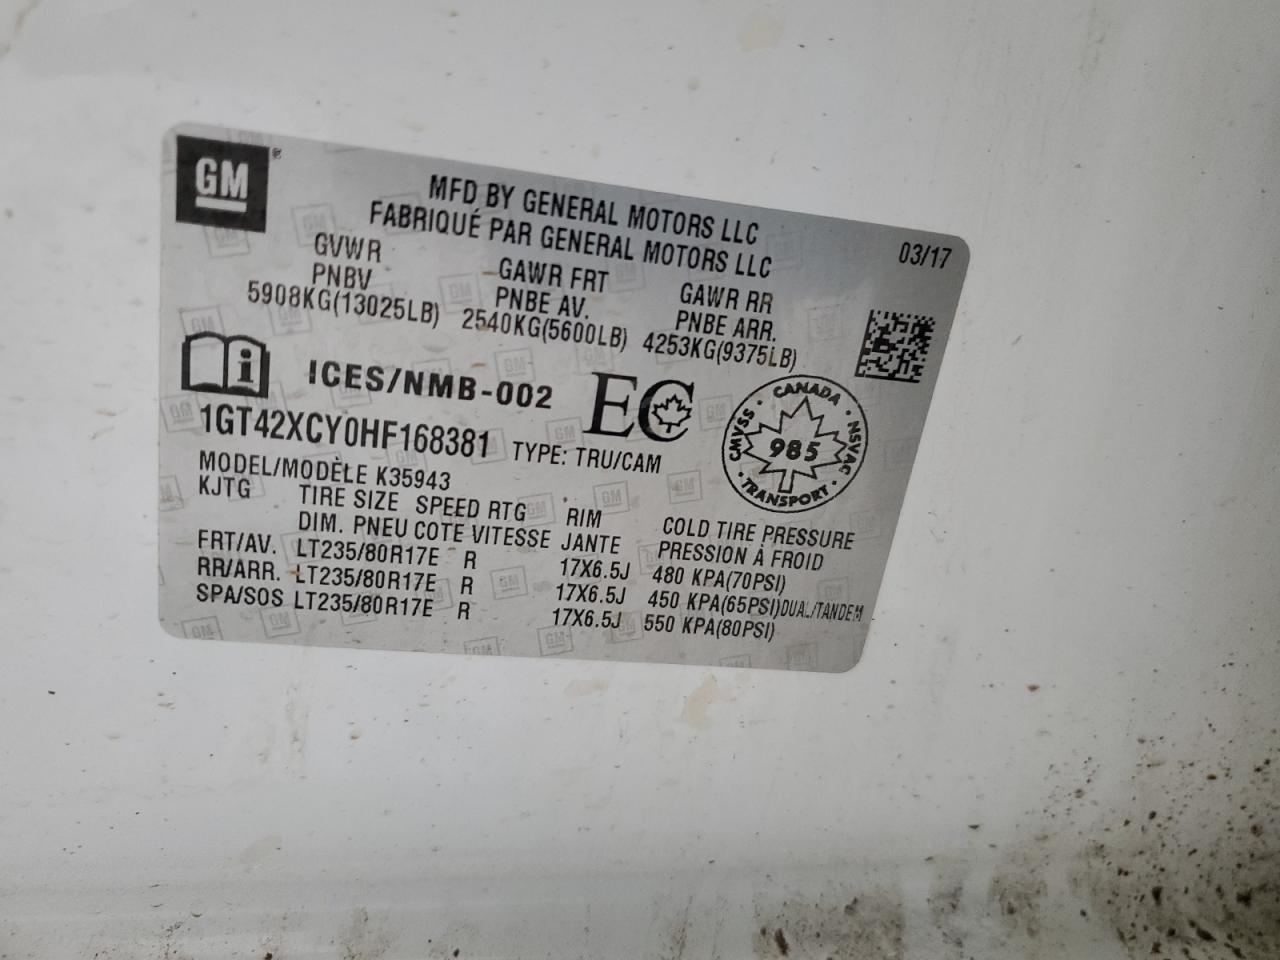 GM
MFD BY GENERAL MOTORS LLC
FABRIQUÉ PAR GENERAL MOTORS LLC
03/17
GVWR GAWR FRT GAWR RR
PNBV PNBE AV. PNBE ARR.
5908KG(13025LB) 2540KG(5600LB) 4253KG(9375LB)
ICES/NMB-002 EC
CANADA NSVAC TRANSPORT CMVSS
985
1GT42XCY0HF168381 TYPE: TRU/CAM
MODEL/MODÈLE K35943
KJTG TIRE SIZE SPEED RTG RIM COLD TIRE PRESSURE
DIM. PNEU COTE VITESSE JANTE PRESSION À FROID
FRT/AV. LT235/80R17E R 17X6.5J 480 KPA(70PSI)
RR/ARR. LT235/80R17E R 17X6.5J 450 KPA(65PSI)DUAL/TANDEM
SPA/SOS LT235/80R17E R 17X6.5J 550 KPA(80PSI)